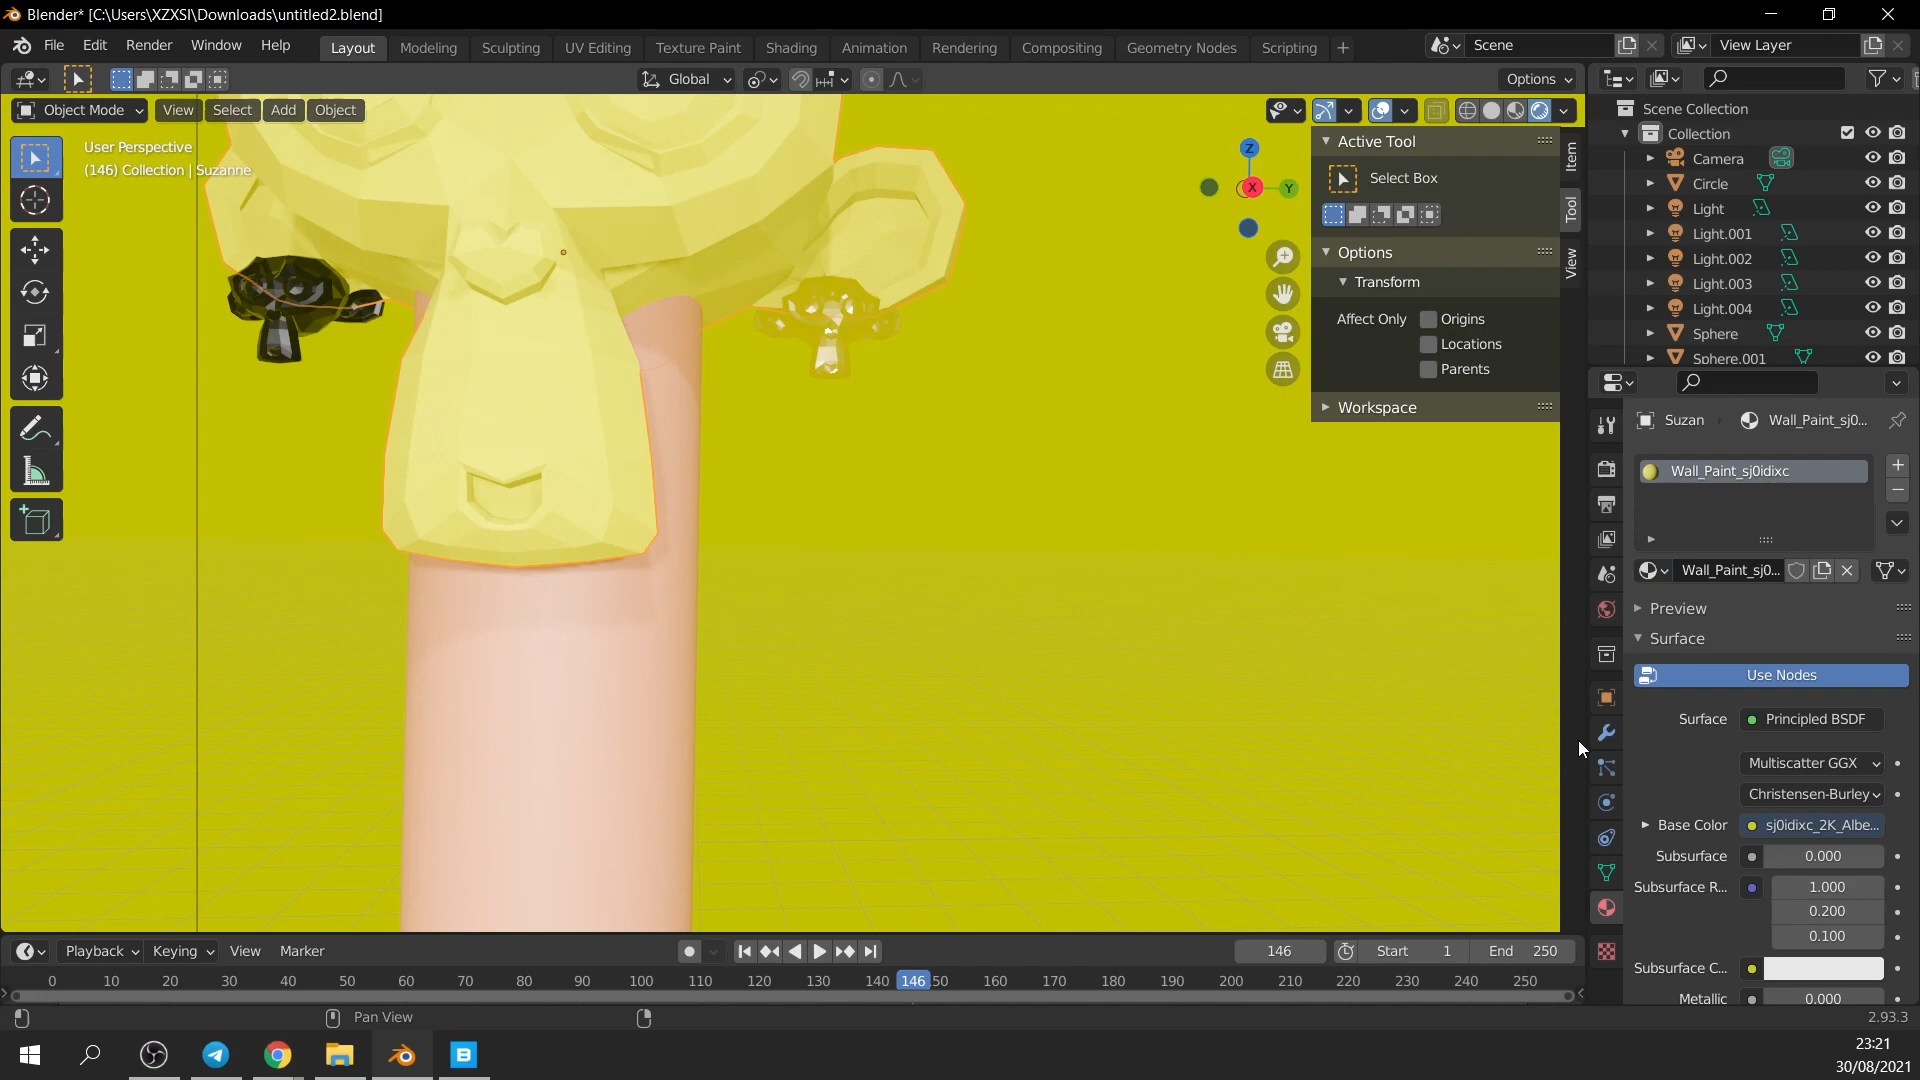 Blender* [C:\Users\XZXSI\Downloads\untitled2.blend]
File Edit Render Window Help Layout Modeling Sculpting UV Editing Texture Paint Shading Animation Rendering Compositing Geometry Nodes Scripting + Scene View Layer
Global Options
Object Mode View Select Add Object
User Perspective
(146) Collection | Suzanne
Z
X
Y
Active Tool
Select Box
Options
Transform
Affect Only Origins
Locations
Parents
Workspace
Item
Tool
View
Scene Collection
Collection
Camera
Circle
Light
Light.001
Light.002
Light.003
Light.004
Sphere
Sphere.001
Suzan Wall_Paint_sj0...
Wall_Paint_sj0idixc
Wall_Paint_sj0...
Preview
Surface
Use Nodes
Surface Principled BSDF
Multiscatter GGX
Christensen-Burley
Base Color sj0idixc_2K_Albe...
Subsurface 0.000
Subsurface R... 1.000
0.200
0.100
Subsurface C...
Metallic 0.000
Playback Keying View Marker 146 Start 1 End 250
0 10 20 30 40 50 60 70 80 90 100 110 120 130 140 146 50 160 170 180 190 200 210 220 230 240 250
Pan View 2.93.3
23:21
30/08/2021